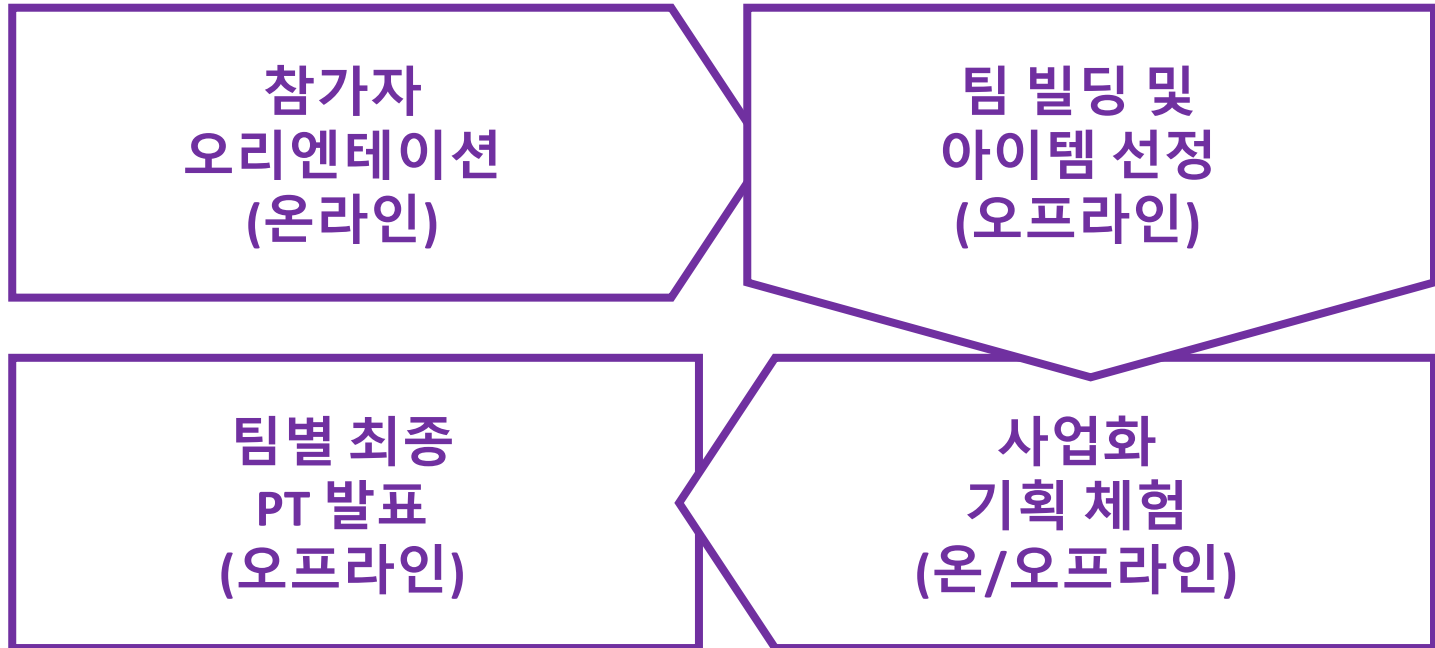 참가자
오리엔테이션
(온라인)
팀 빌딩 및
아이템 선정
(오프라인)
사업화
기획 체험
(온/오프라인)
팀별 최종
PT 발표
(오프라인)